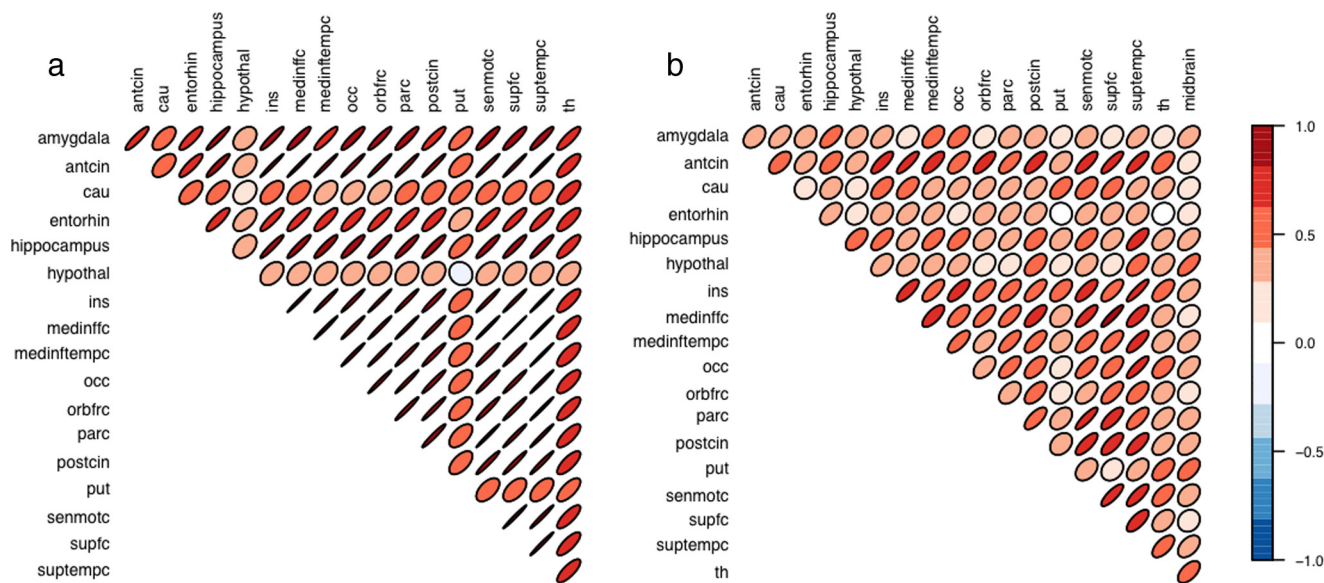 a
antcin
cau
entorhin
hippocampus
hypothal
ins
medinffc
medinftempc
occ
orbfrc
parc
postcin
put
senmotc
supfc
suptempc
th
amygdala
antcin
cau
entorhin
hippocampus
hypothal
ins
medinffc
medinftempc
occ
orbfrc
parc
postcin
put
senmotc
supfc
suptempc
b
antcin
cau
entorhin
hippocampus
hypothal
ins
medinffc
medinftempc
occ
orbfrc
parc
postcin
put
senmotc
supfc
suptempc
th
midbrain
amygdala
antcin
cau
entorhin
hippocampus
hypothal
ins
medinffc
medinftempc
occ
orbfrc
parc
postcin
put
senmotc
supfc
suptempc
th
1.0
0.5
0.0
−0.5
−1.0